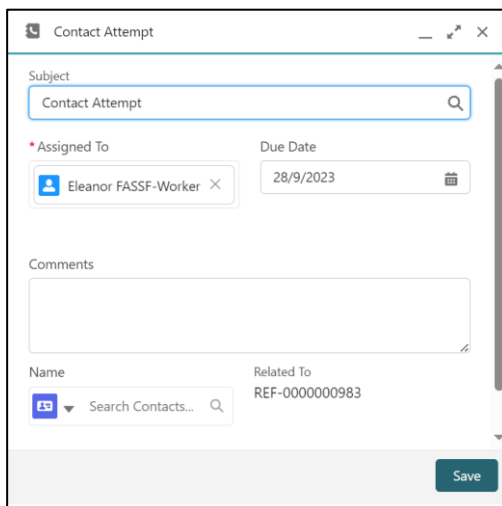 Contact Attempt
Subject
Contact Attempt
* Assigned To
Due Date
Eleanor FASSF-Worker
28/9/2023
Comments
Name
Related To
Search Contacts...
REF-0000000983
Save